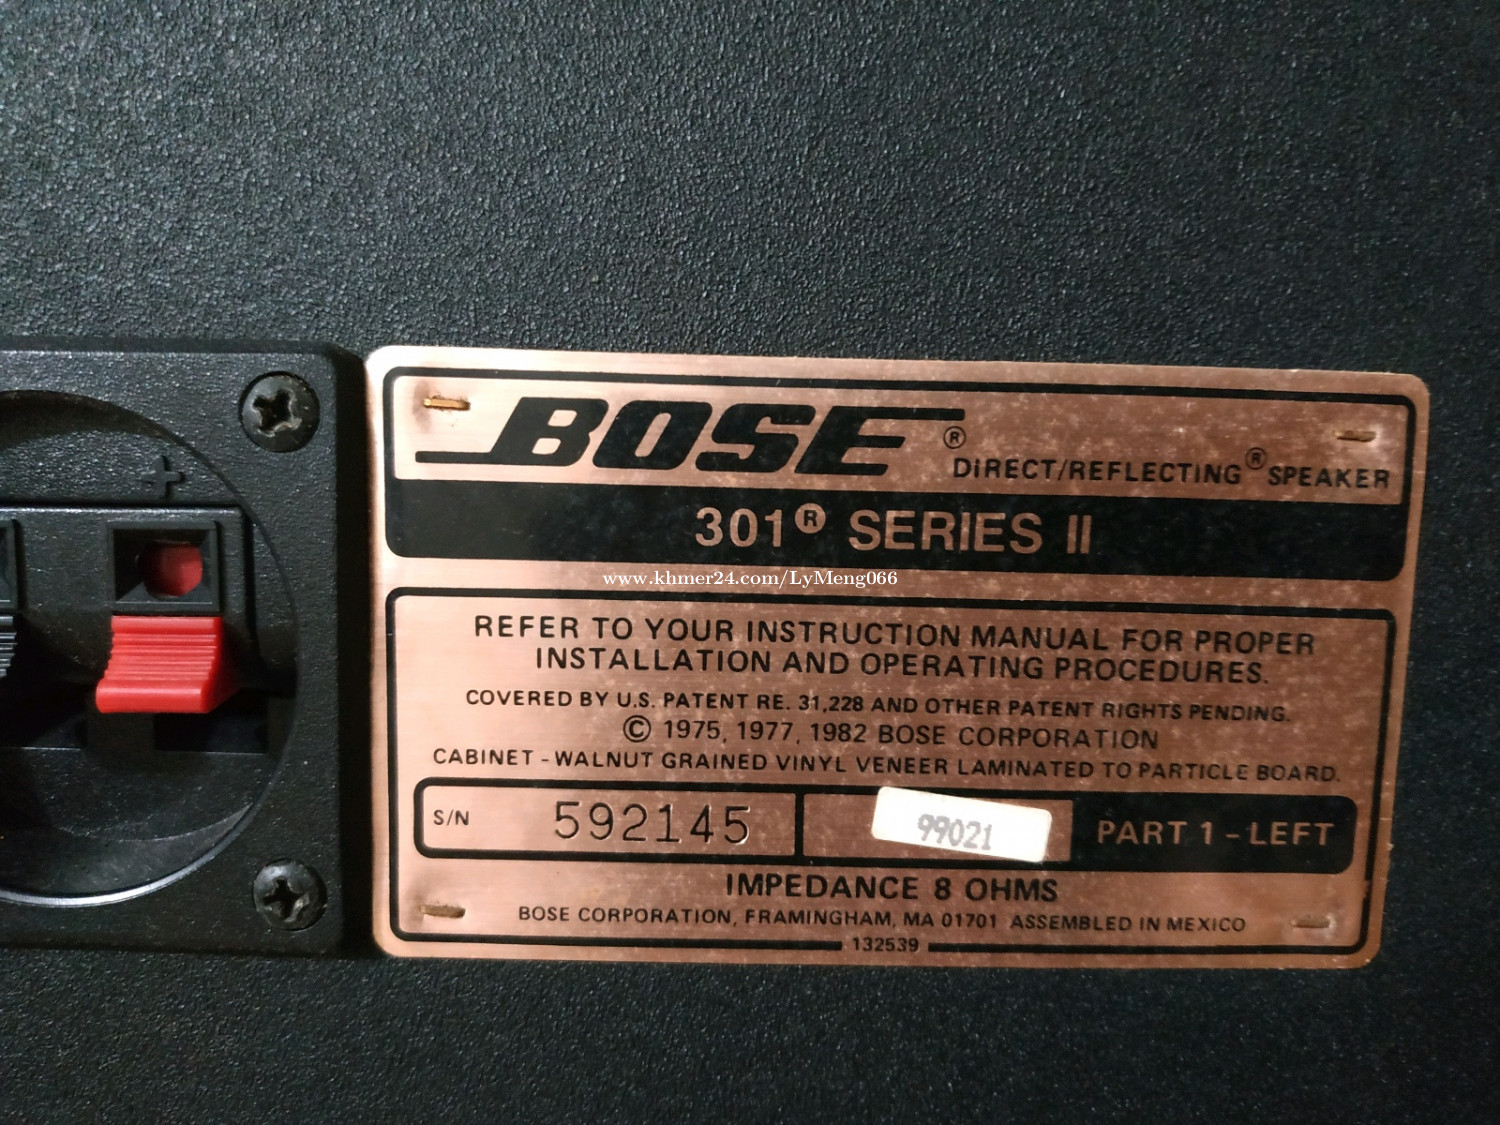 +
BOSE®
DIRECT/REFLECTING® SPEAKER
301® SERIES II
www.khmer24.com/LyMeng066
REFER TO YOUR INSTRUCTION MANUAL FOR PROPER
INSTALLATION AND OPERATING PROCEDURES.
COVERED BY U.S. PATENT RE. 31,228 AND OTHER PATENT RIGHTS PENDING.
© 1975, 1977, 1982 BOSE CORPORATION
CABINET - WALNUT GRAINED VINYL VENEER LAMINATED TO PARTICLE BOARD.
S/N 592145 99021 PART 1 - LEFT
IMPEDANCE 8 OHMS
BOSE CORPORATION, FRAMINGHAM, MA 01701 ASSEMBLED IN MEXICO
132539